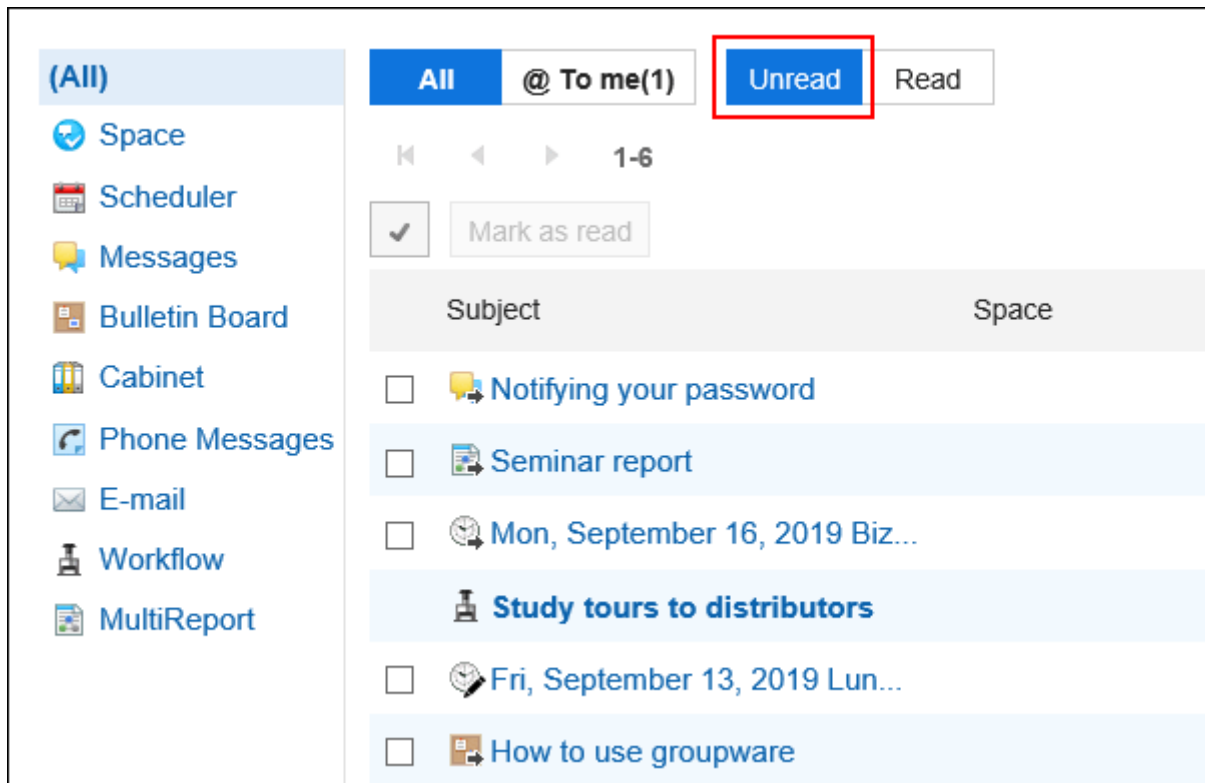 (All)
Space
Scheduler
Messages
Bulletin Board
Cabinet
Phone Messages
E-mail
Workflow
MultiReport
All @ To me(1) Unread Read
1-6
Mark as read
Subject Space
Notifying your password
Seminar report
Mon, September 16, 2019 Biz...
Study tours to distributors
Fri, September 13, 2019 Lun...
How to use groupware